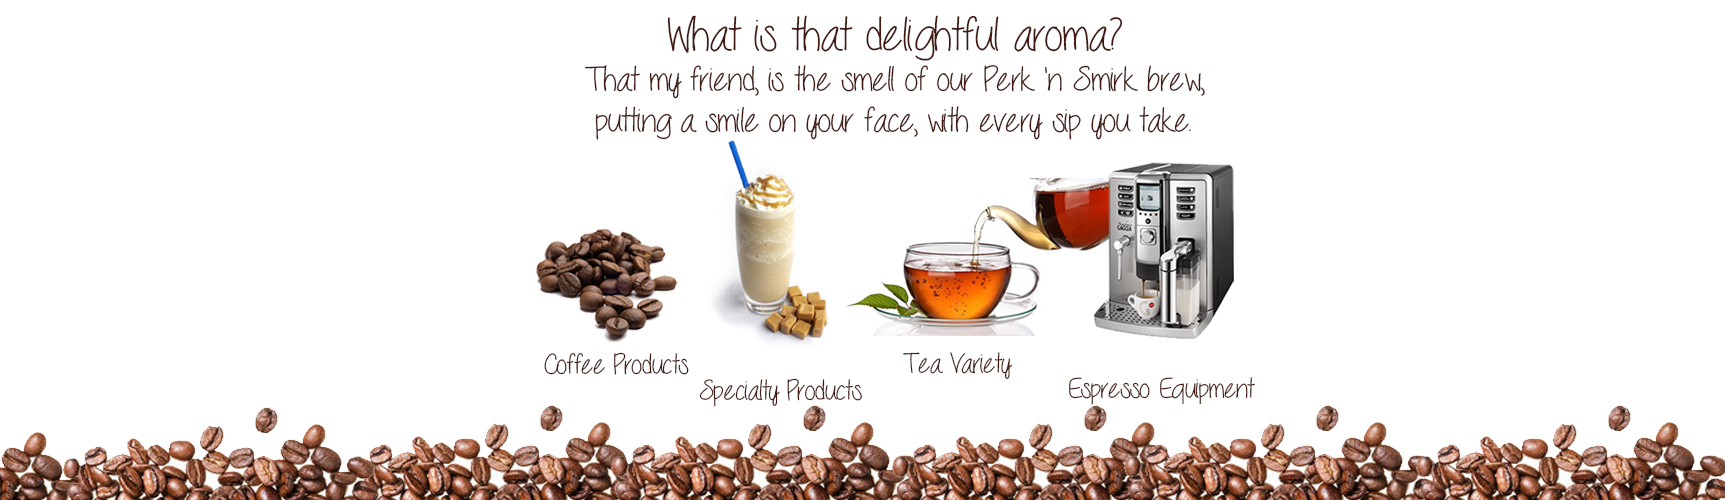 What is that delightful aroma?
That my friend, is the smell of our Perk 'n Smirk brew,
putting a smile on your face, with every sip you take.
Coffee Products
Specialty Products
Tea Variety
Espresso Equipment